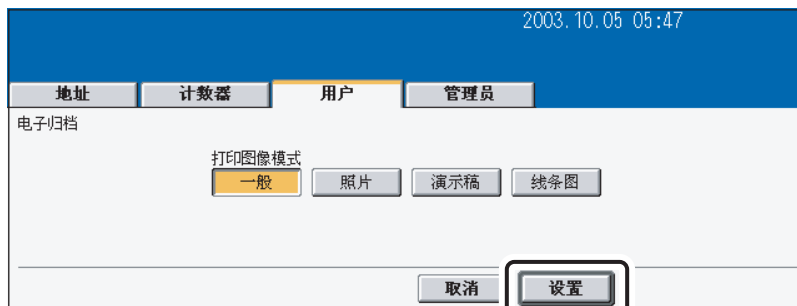 2003.10.05 05:47
地址 计数器 用户 管理员
电子归档
打印图像模式
一般 照片 演示稿 线条图
取消 设置